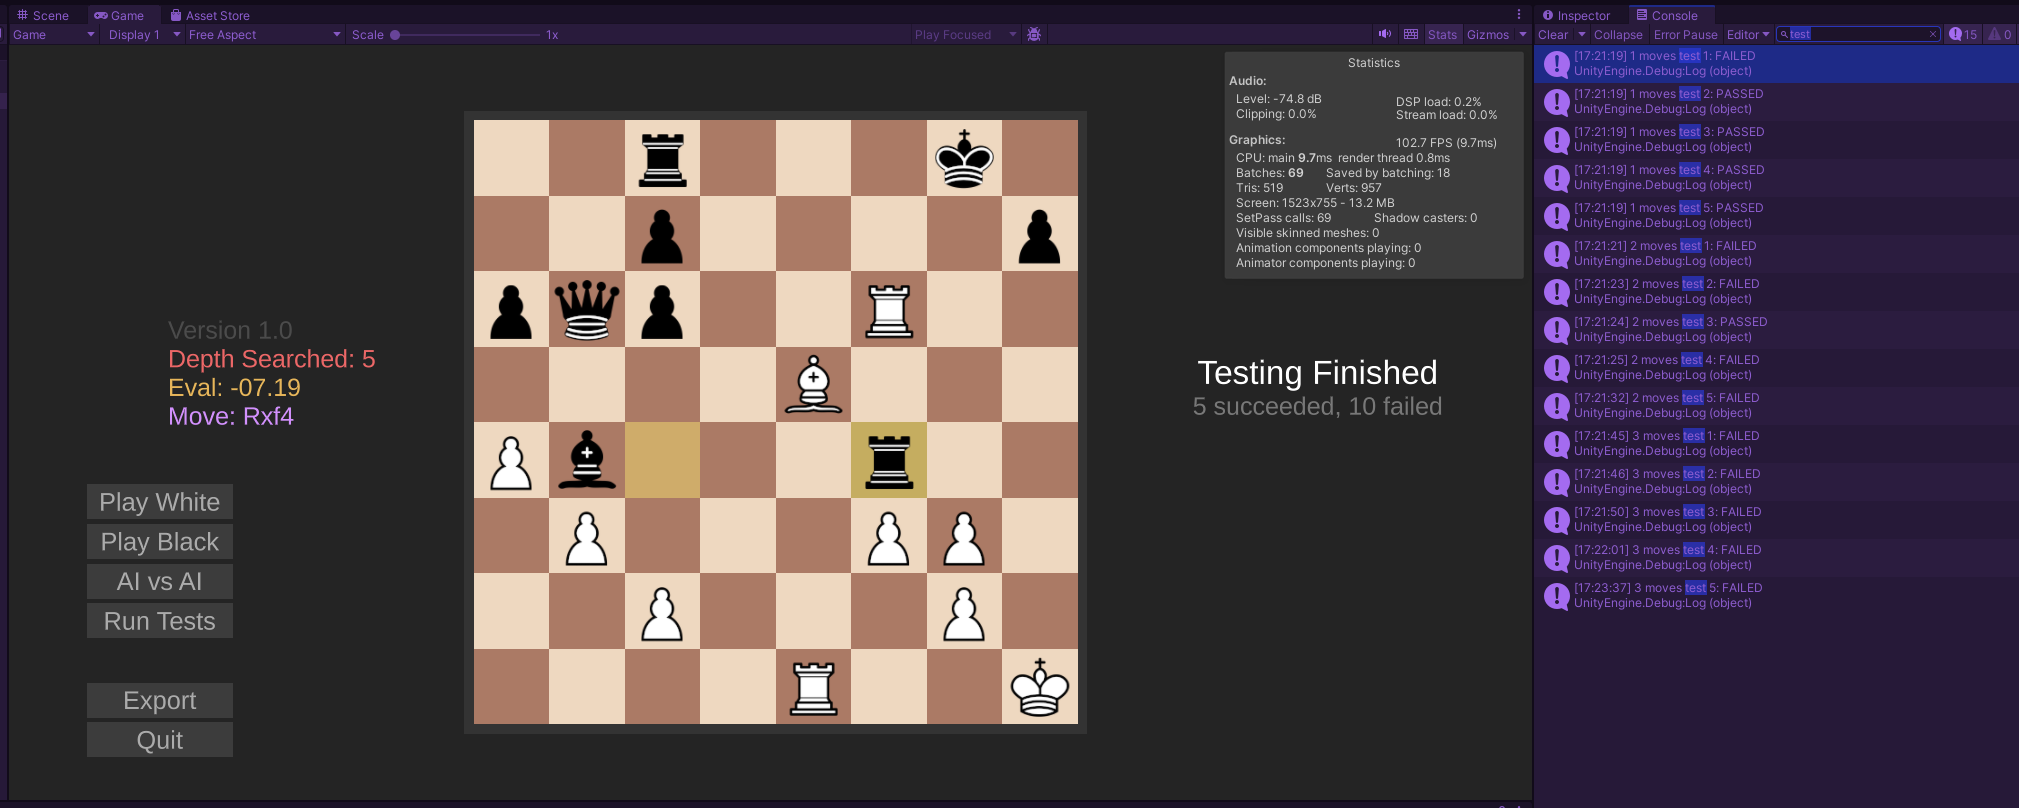 Scene Game Asset Store
Game Display 1 Free Aspect Scale 1x Play Focused Stats Gizmos
Statistics
Audio:
Level: -74.8 dB DSP load: 0.2%
Clipping: 0.0% Stream load: 0.0%
Graphics: 102.7 FPS (9.7ms)
CPU: main 9.7ms render thread 0.8ms
Batches: 69 Saved by batching: 18
Tris: 519 Verts: 957
Screen: 1523x755 - 13.2 MB
SetPass calls: 69 Shadow casters: 0
Visible skinned meshes: 0
Animation components playing: 0
Animator components playing: 0
Version 1.0
Depth Searched: 5
Eval: -07.19
Move: Rxf4
Play White
Play Black
AI vs AI
Run Tests
Export
Quit
Testing Finished
5 succeeded, 10 failed
Inspector Console
Clear Collapse Error Pause Editor test 15 0
[17:21:19] 1 moves test 1: FAILED
UnityEngine.Debug:Log (object)
[17:21:19] 1 moves test 2: PASSED
UnityEngine.Debug:Log (object)
[17:21:19] 1 moves test 3: PASSED
UnityEngine.Debug:Log (object)
[17:21:19] 1 moves test 4: PASSED
UnityEngine.Debug:Log (object)
[17:21:19] 1 moves test 5: PASSED
UnityEngine.Debug:Log (object)
[17:21:21] 2 moves test 1: FAILED
UnityEngine.Debug:Log (object)
[17:21:23] 2 moves test 2: FAILED
UnityEngine.Debug:Log (object)
[17:21:24] 2 moves test 3: PASSED
UnityEngine.Debug:Log (object)
[17:21:25] 2 moves test 4: FAILED
UnityEngine.Debug:Log (object)
[17:21:32] 2 moves test 5: FAILED
UnityEngine.Debug:Log (object)
[17:21:45] 3 moves test 1: FAILED
UnityEngine.Debug:Log (object)
[17:21:46] 3 moves test 2: FAILED
UnityEngine.Debug:Log (object)
[17:21:50] 3 moves test 3: FAILED
UnityEngine.Debug:Log (object)
[17:22:01] 3 moves test 4: FAILED
UnityEngine.Debug:Log (object)
[17:23:37] 3 moves test 5: FAILED
UnityEngine.Debug:Log (object)